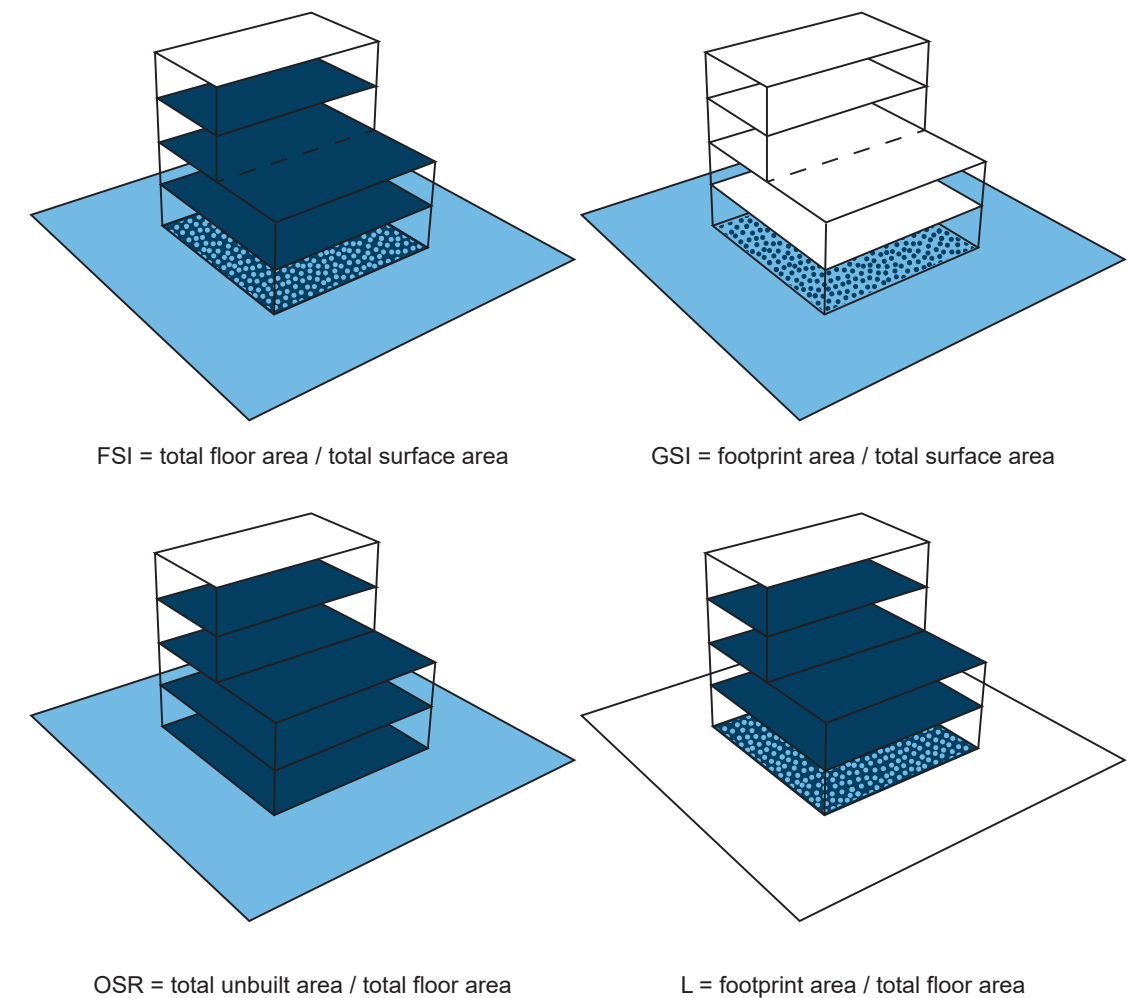 FSI = total floor area / total surface area
GSI = footprint area / total surface area
OSR = total unbuilt area / total floor area
L = footprint area / total floor area